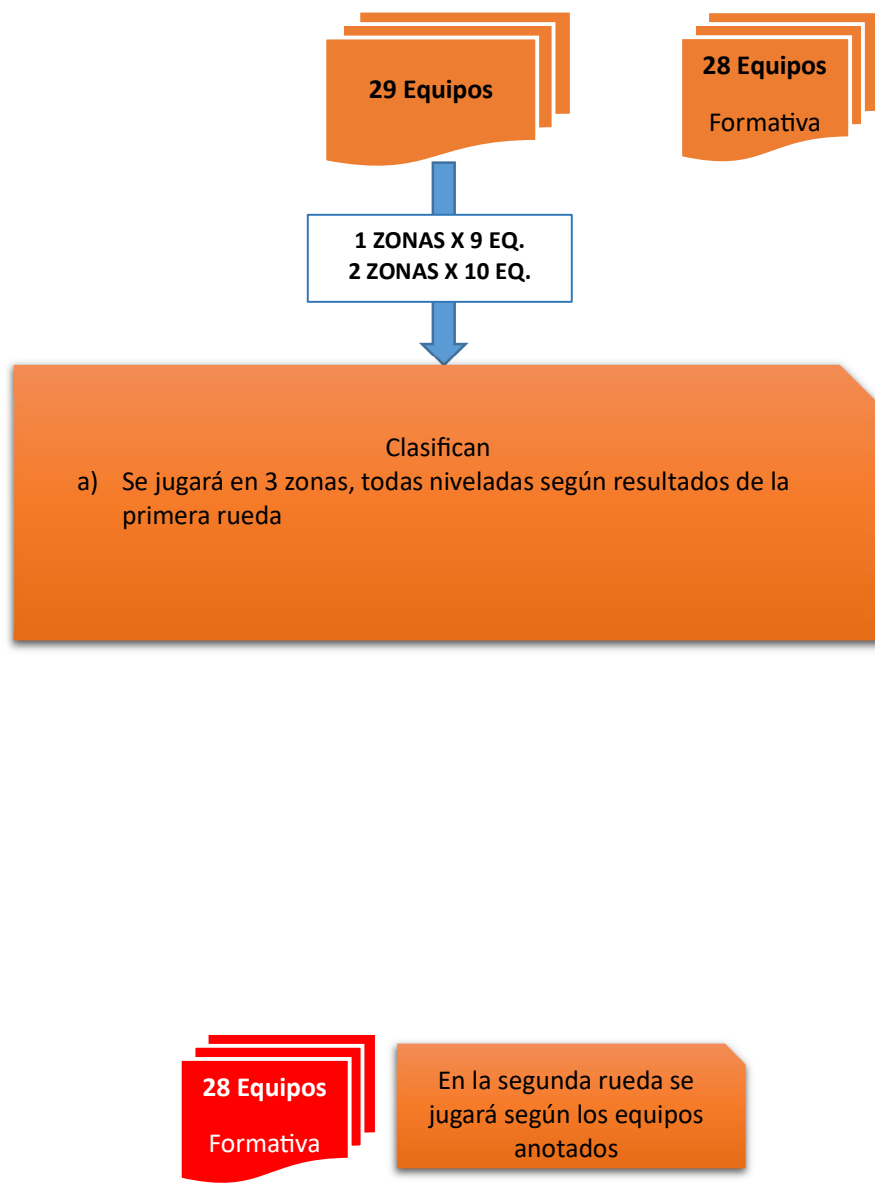 29 Equipos
28 Equipos
Formativa
1 ZONAS X 9 EQ.
2 ZONAS X 10 EQ.
Clasifican
a) Se jugará en 3 zonas, todas niveladas según resultados de la
primera rueda
28 Equipos
Formativa
En la segunda rueda se
jugará según los equipos
anotados